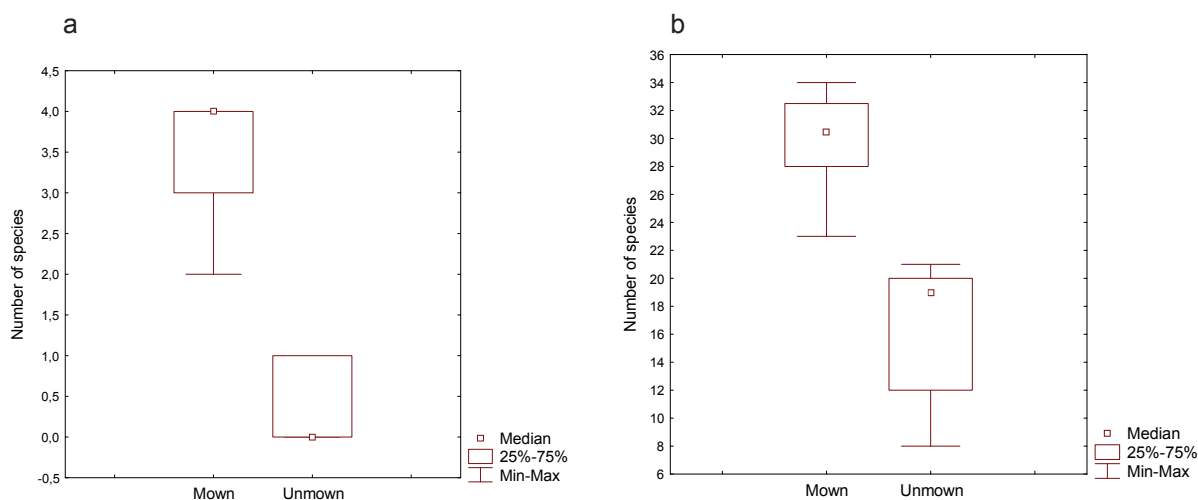 a
4,5
4,0
3,5
3,0
2,5
2,0
1,5
1,0
0,5
0,0
-0,5
Number of species
Mown Unmown
Median
25%-75%
Min-Max
b
36
34
32
30
28
26
24
22
20
18
16
14
12
10
8
6
Number of species
Mown Unmown
Median
25%-75%
Min-Max